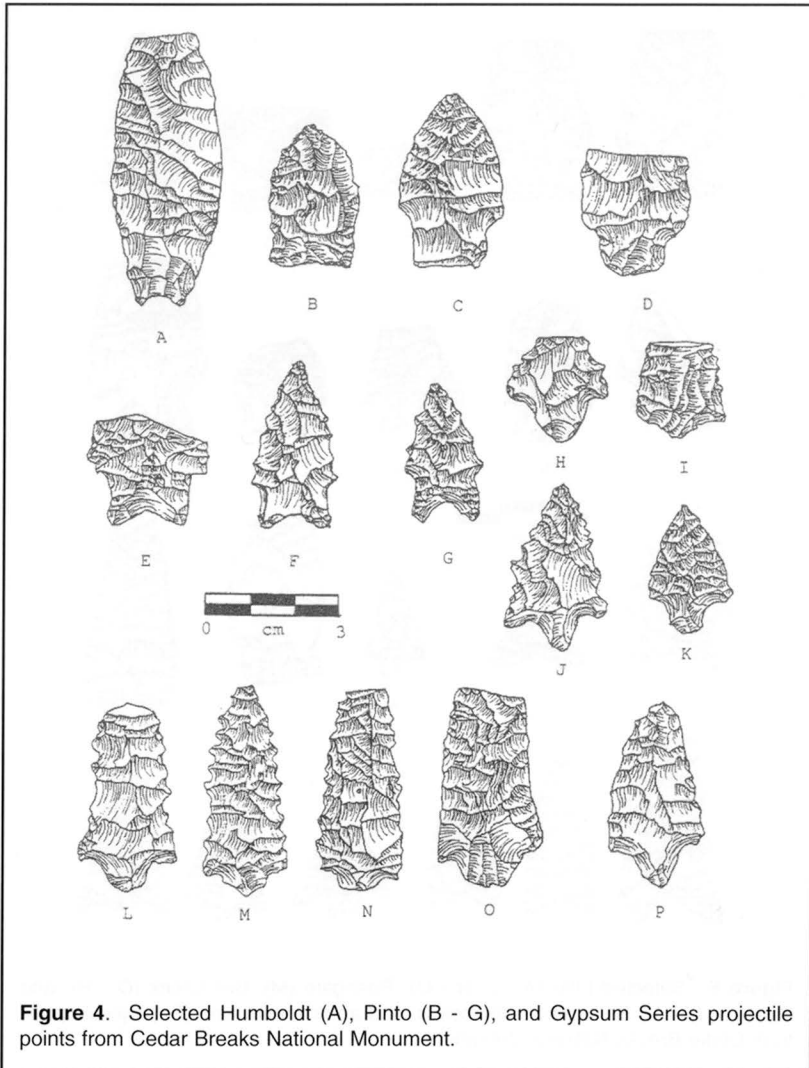 A
B
C
D
E
F
G
H
I
J
K
0 cm 3
L
M
N
O
P
Figure 4. Selected Humboldt (A), Pinto (B - G), and Gypsum Series projectile
points from Cedar Breaks National Monument.